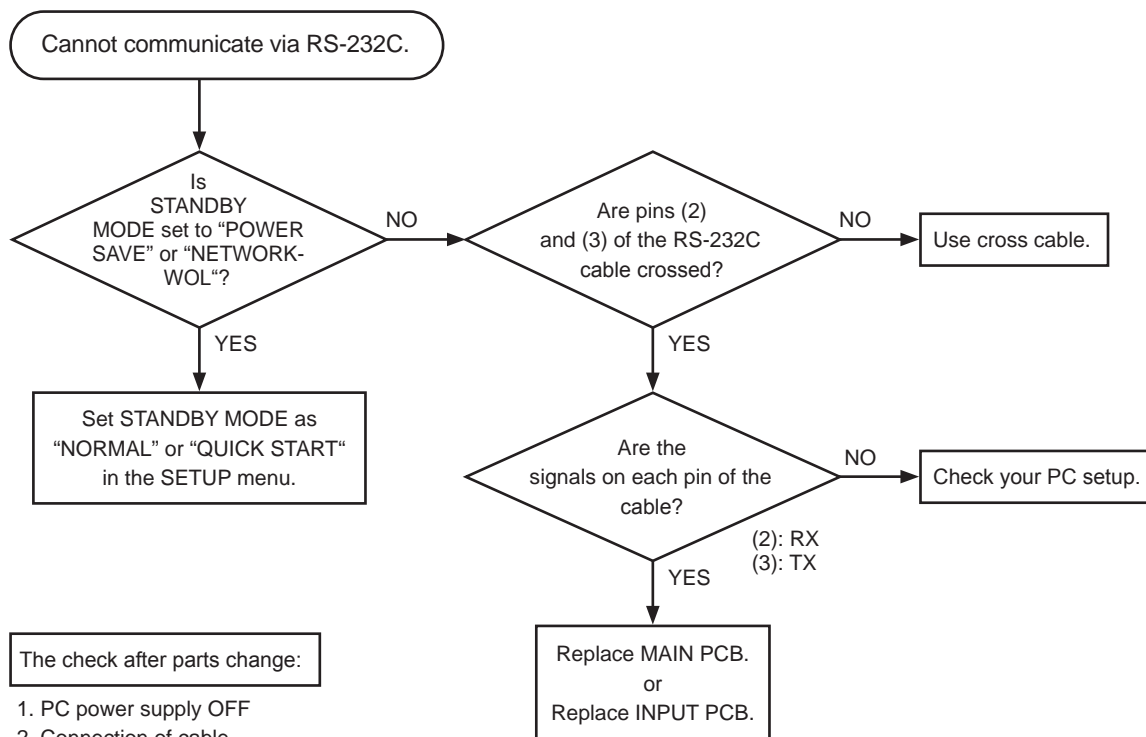 Cannot communicate via RS-232C.
Is
STANDBY
MODE set to “POWER
SAVE” or “NETWORK-
WOL“?
NO
YES
Set STANDBY MODE as
“NORMAL” or “QUICK START“
in the SETUP menu.
Are pins (2)
and (3) of the RS-232C
cable crossed?
NO
Use cross cable.
YES
Are the
signals on each pin of the
cable?
NO
Check your PC setup.
(2): RX
(3): TX
YES
Replace MAIN PCB.
or
Replace INPUT PCB.
The check after parts change:
1. PC power supply OFF
2. Connection of cable